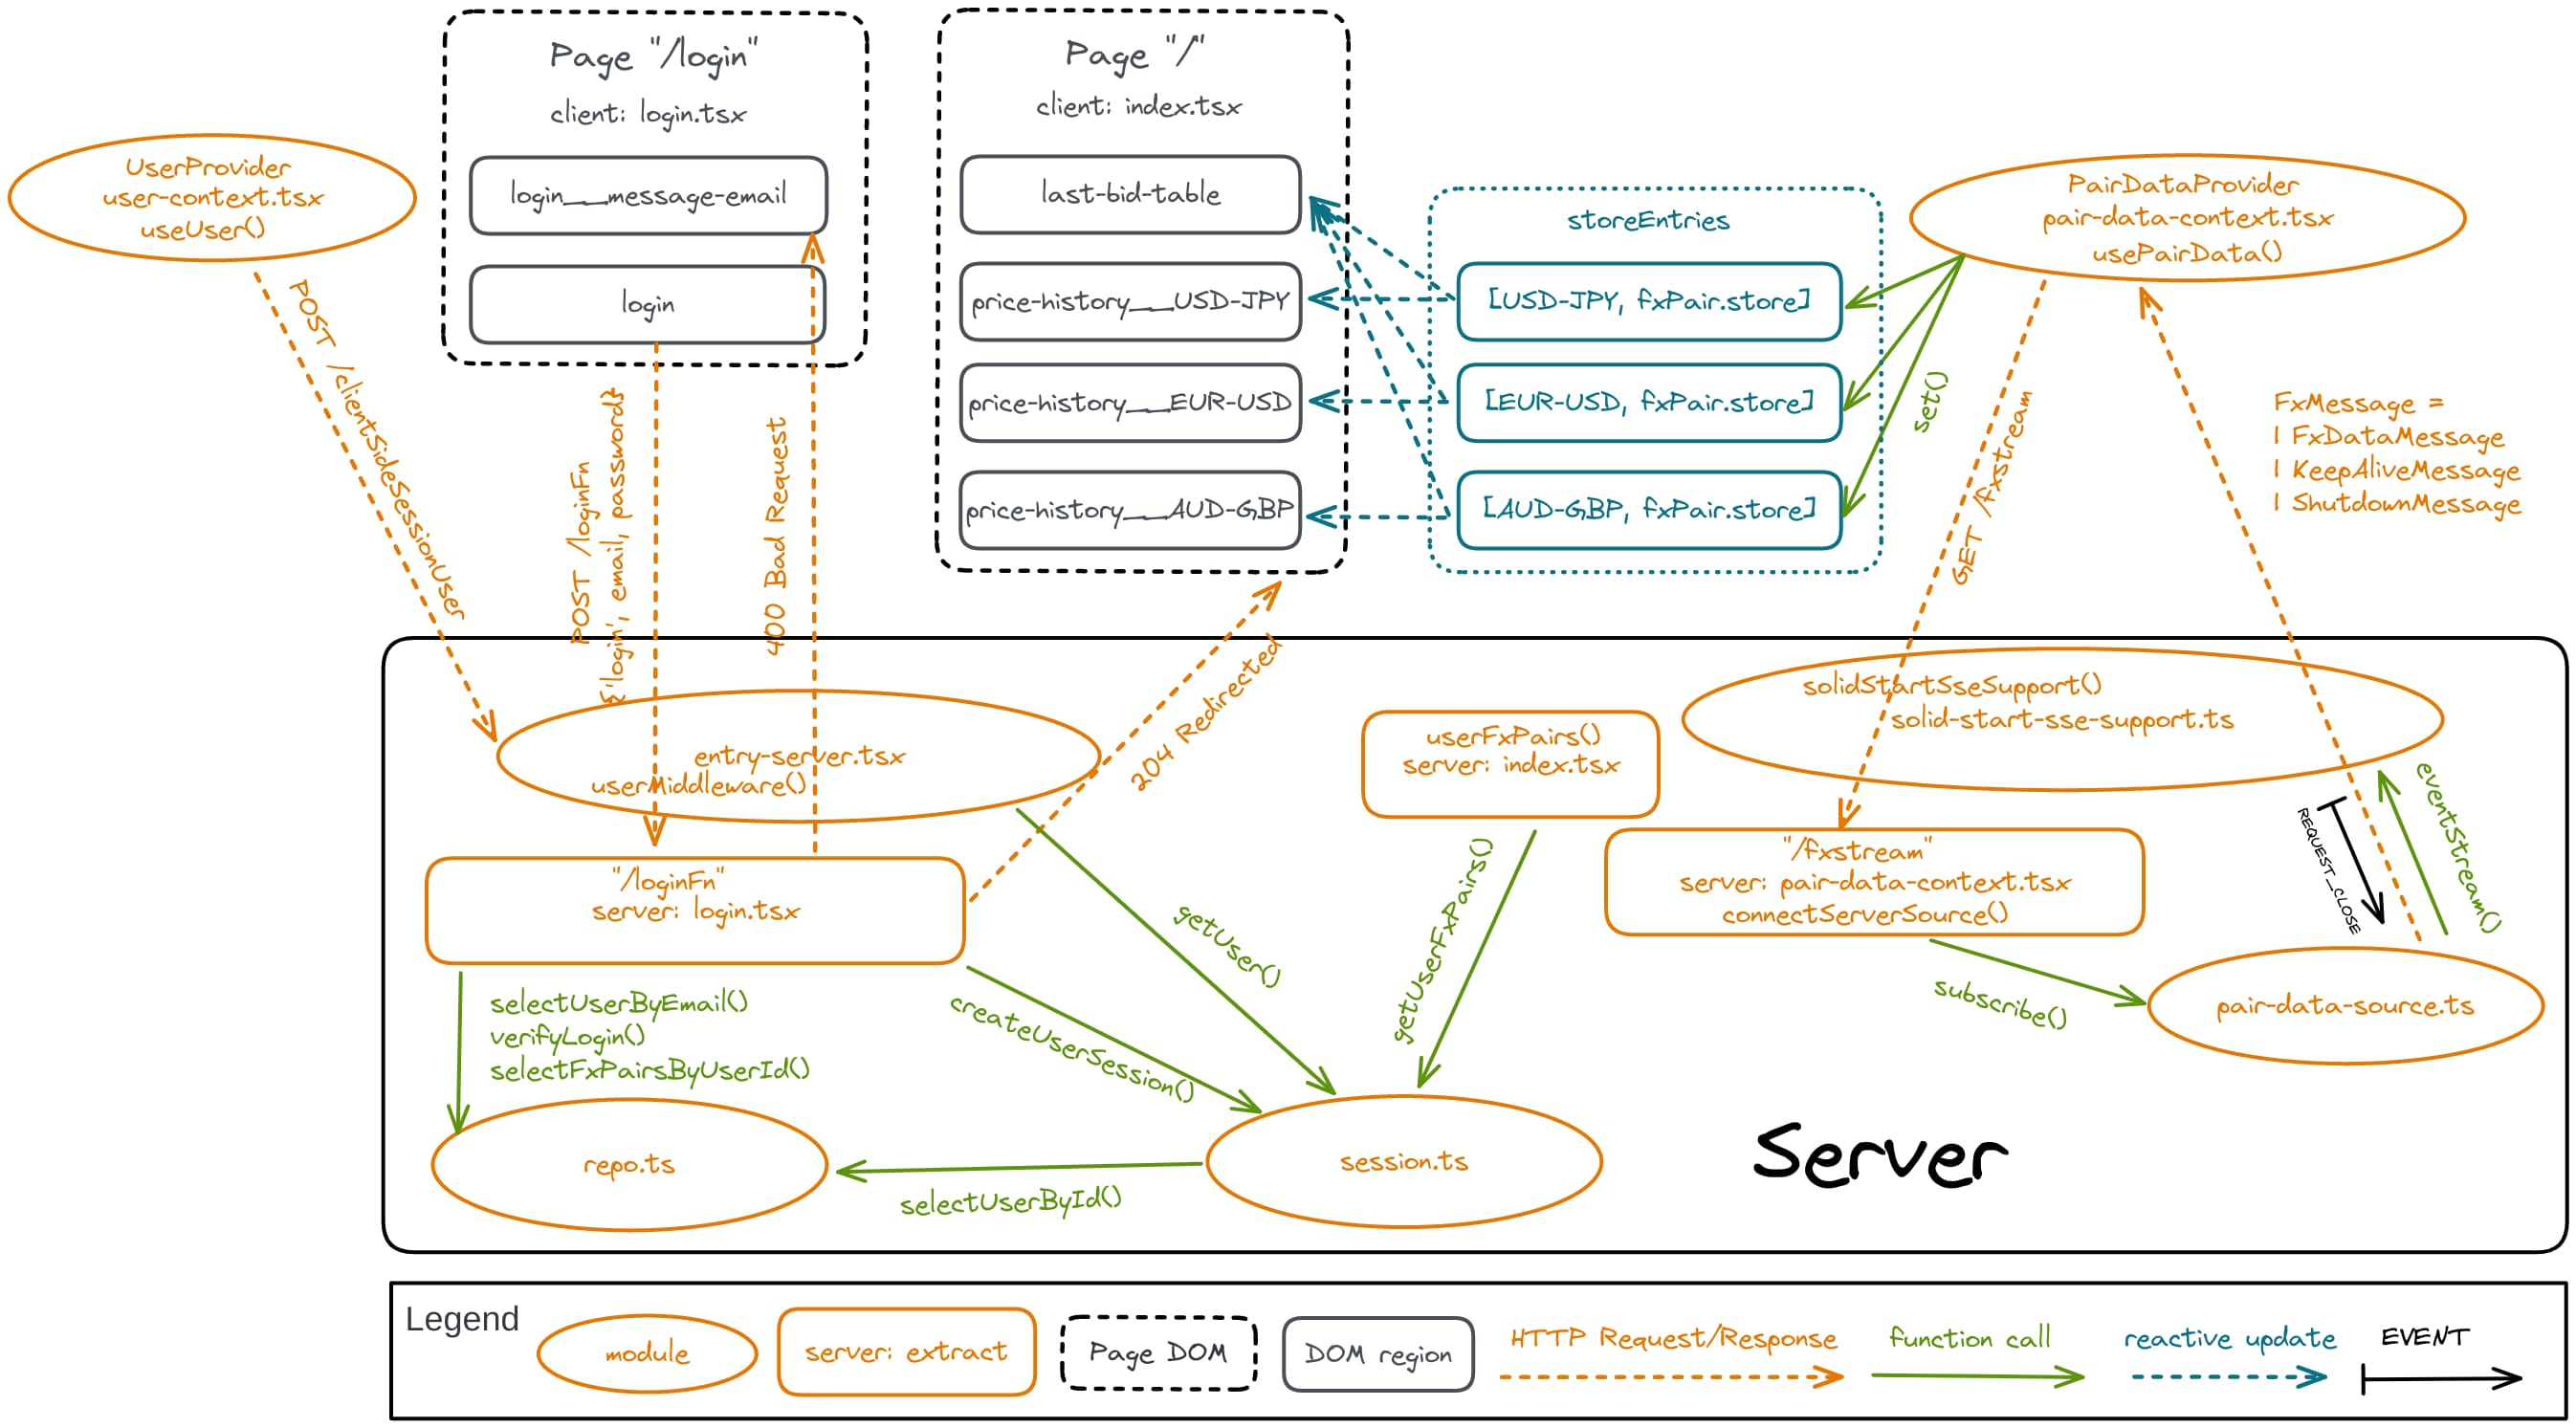 Page "/login"
client: login.tsx
login__message-email
login
Page "/"
client: index.tsx
last-bid-table
price-history__USD-JPY
price-history__EUR-USD
price-history__AUD-GBP
UserProvider
user-context.tsx
useUser()
storeEntries
[USD-JPY, fxPair.store]
[EUR-USD, fxPair.store]
[AUD-GBP, fxPair.store]
PairDataProvider
pair-data-context.tsx
usePairData()
set()
FxMessage =
| FxDataMessage
| KeepAliveMessage
| ShutdownMessage
POST /clientSideSessionUser
POST /loginFn
{'login', email, password}
400 Bad Request
204 Redirected
GET /fxstream
entry-server.tsx
userMiddleware()
userFxPairs()
server: index.tsx
solidStartSseSupport()
solid-start-sse-support.ts
"/loginFn"
server: login.tsx
"/fxstream"
server: pair-data-context.tsx
connectServerSource()
REQUEST_CLOSE
eventStream()
getUser()
getUserFxPairs()
createUserSession()
subscribe()
pair-data-source.ts
selectUserByEmail()
verifyLogin()
selectFxPairsByUserId()
repo.ts
selectUserById()
session.ts
Server
Legend
module
server: extract
Page DOM
DOM region
HTTP Request/Response
function call
reactive update
EVENT